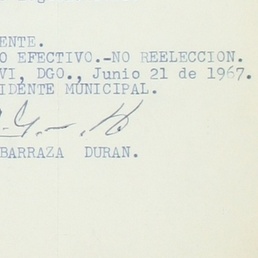 ENTE.
O EFECTIVO.-NO REELECCION.
VI, DGO., Junio 21 de 1967.
IDENTE MUNICIPAL.
BARRAZA DURAN.